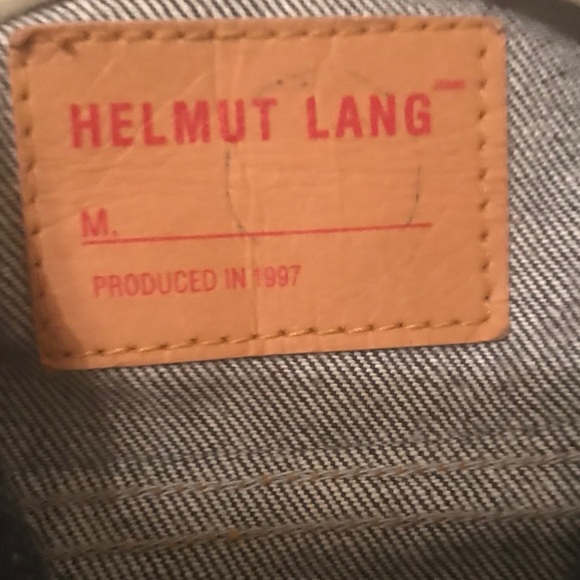 HELMUT LANG
M.
PRODUCED IN 1997